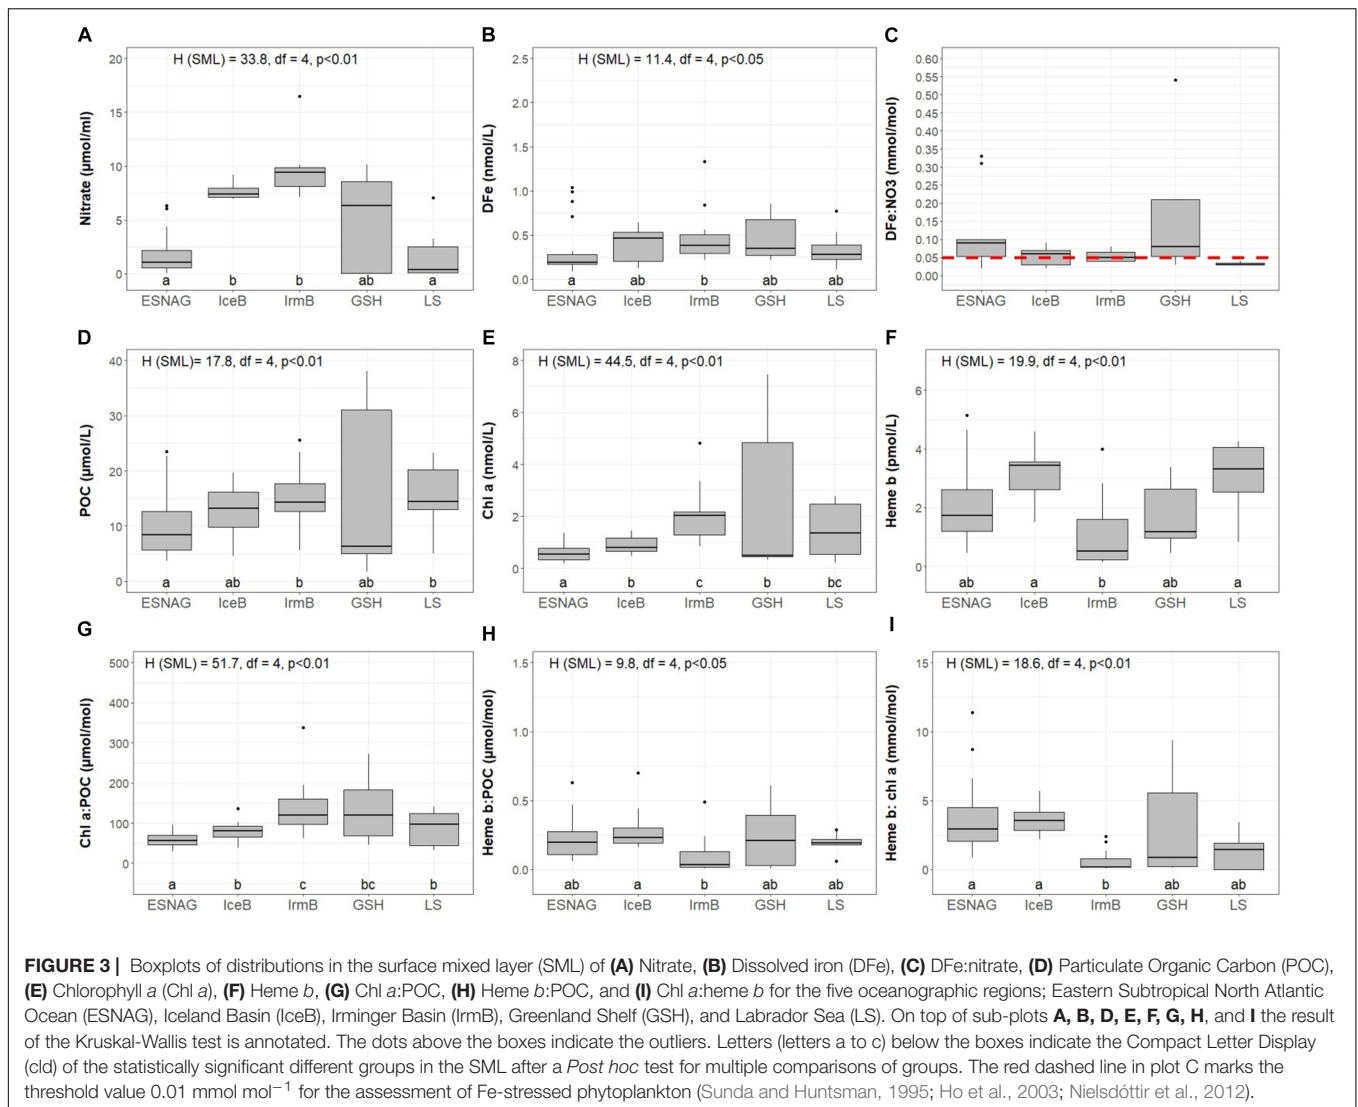 A
H (SML) = 33.8, df = 4, p<0.01
Nitrate (µmol/ml)
20
15
10
5
0
a b b ab a
ESNAG IceB IrmB GSH LS
B
H (SML) = 11.4, df = 4, p<0.05
DFe (nmol/L)
2.5
2.0
1.5
1.0
0.5
0.0
a ab b ab ab
ESNAG IceB IrmB GSH LS
C
DFe:NO3 (mmol/mol)
0.60
0.55
0.50
0.45
0.40
0.35
0.30
0.25
0.20
0.15
0.10
0.05
0.00
ESNAG IceB IrmB GSH LS
D
H (SML)= 17.8, df = 4, p<0.01
POC (µmol/L)
40
30
20
10
0
a ab b ab b
ESNAG IceB IrmB GSH LS
E
H (SML) = 44.5, df = 4, p<0.01
Chl a (nmol/L)
8
6
4
2
0
a b c b bc
ESNAG IceB IrmB GSH LS
F
H (SML) = 19.9, df = 4, p<0.01
Heme b (pmol/L)
6
4
2
0
ab a b ab a
ESNAG IceB IrmB GSH LS
G
H (SML) = 51.7, df = 4, p<0.01
Chl a:POC (µmol/mol)
500
400
300
200
100
0
a b c bc b
ESNAG IceB IrmB GSH LS
H
H (SML) = 9.8, df = 4, p<0.05
Heme b:POC (µmol/mol)
1.5
1.0
0.5
0.0
ab a b ab ab
ESNAG IceB IrmB GSH LS
I
H (SML) = 18.6, df = 4, p<0.01
Heme b: chl a (mmol/mol)
15
10
5
0
a a b ab ab
ESNAG IceB IrmB GSH LS
FIGURE 3 | Boxplots of distributions in the surface mixed layer (SML) of (A) Nitrate, (B) Dissolved iron (DFe), (C) DFe:nitrate, (D) Particulate Organic Carbon (POC),
(E) Chlorophyll a (Chl a), (F) Heme b, (G) Chl a:POC, (H) Heme b:POC, and (I) Chl a:heme b for the five oceanographic regions; Eastern Subtropical North Atlantic
Ocean (ESNAG), Iceland Basin (IceB), Irminger Basin (IrmB), Greenland Shelf (GSH), and Labrador Sea (LS). On top of sub-plots A, B, D, E, F, G, H, and I the result
of the Kruskal-Wallis test is annotated. The dots above the boxes indicate the outliers. Letters (letters a to c) below the boxes indicate the Compact Letter Display
(cld) of the statistically significant different groups in the SML after a Post hoc test for multiple comparisons of groups. The red dashed line in plot C marks the
threshold value 0.01 mmol mol⁻¹ for the assessment of Fe-stressed phytoplankton (Sunda and Huntsman, 1995; Ho et al., 2003; Nielsdóttir et al., 2012).